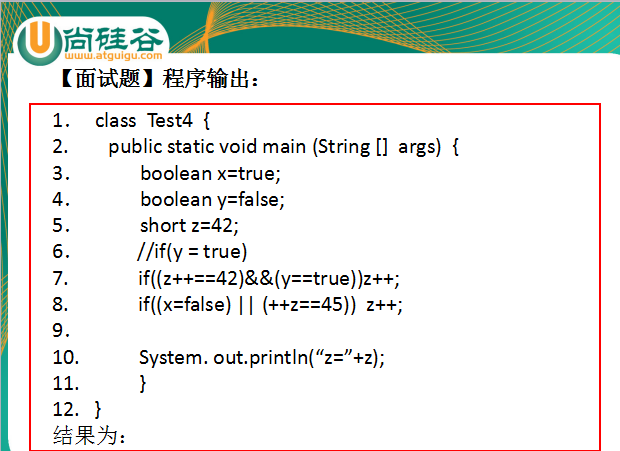 尚硅谷
www.atguigu.com
【面试题】程序输出：
1. class Test4 {
2. public static void main (String [] args) {
3. boolean x=true;
4. boolean y=false;
5. short z=42;
6. //if(y = true)
7. if((z++==42)&&(y==true))z++;
8. if((x=false) || (++z==45)) z++;
9.
10. System. out.println(“z=”+z);
11. }
12. }
结果为：